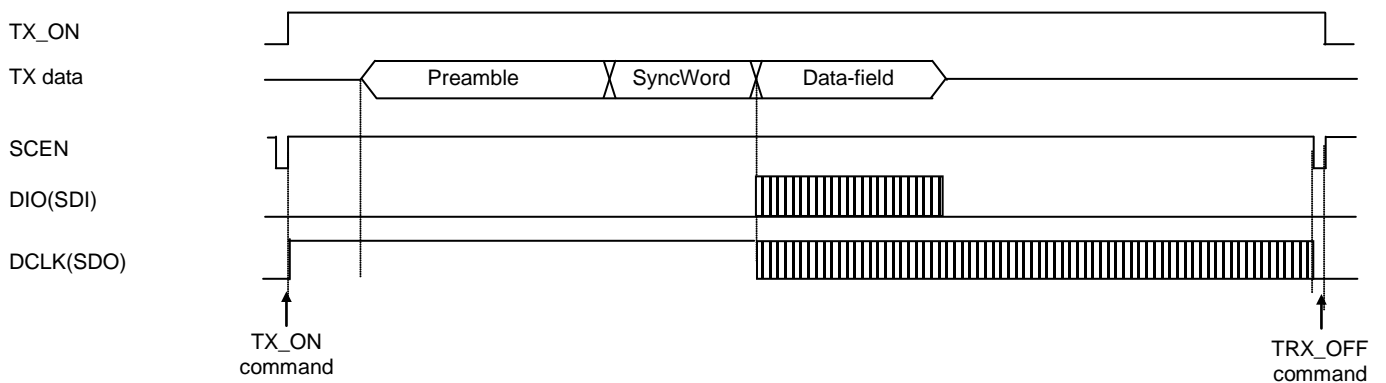 TX_ON
TX data
Preamble
SyncWord
Data-field
SCEN
DIO(SDI)
DCLK(SDO)
TX_ON
command
TRX_OFF
command